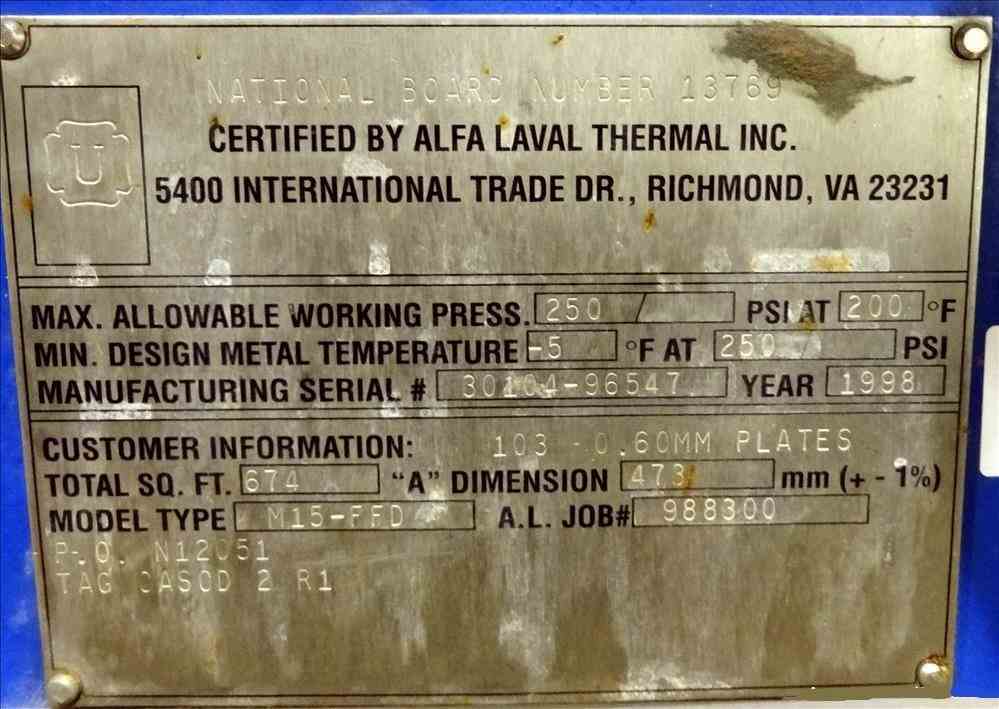 NATIONAL BOARD NUMBER 13769
U
CERTIFIED BY ALFA LAVAL THERMAL INC.
5400 INTERNATIONAL TRADE DR., RICHMOND, VA 23231
MAX. ALLOWABLE WORKING PRESS. 250 / PSI AT 200 °F
MIN. DESIGN METAL TEMPERATURE -5 °F AT 250 PSI
MANUFACTURING SERIAL # 30104-96547 YEAR 1998
CUSTOMER INFORMATION: 103 - 0.60MM PLATES
TOTAL SQ. FT. 674 "A" DIMENSION 473 mm (+ - 1%)
MODEL TYPE M15-FFD A.L. JOB# 988300
P.O. N12051
TAG 2 R1